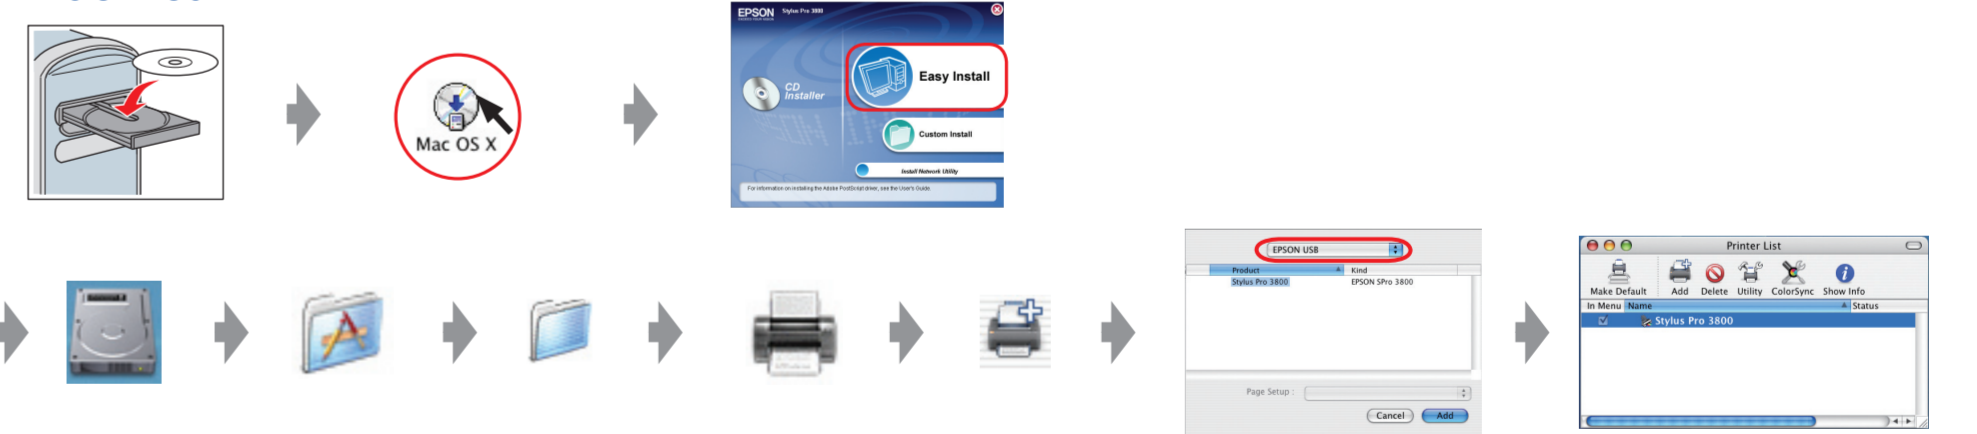 Mac OS X
EPSON
Stylus Pro 3800
Easy Install
CD
Installer
Custom Install
Install Network Utility
For information on installing the Adobe PostScript driver, see the User's Guide
EPSON USB
Product Kind
Stylus Pro 3800 EPSON SPro 3800
Page Setup :
Cancel Add
Printer List
Make Default Add Delete Utility ColorSync Show Info
In Menu Name Status
Stylus Pro 3800